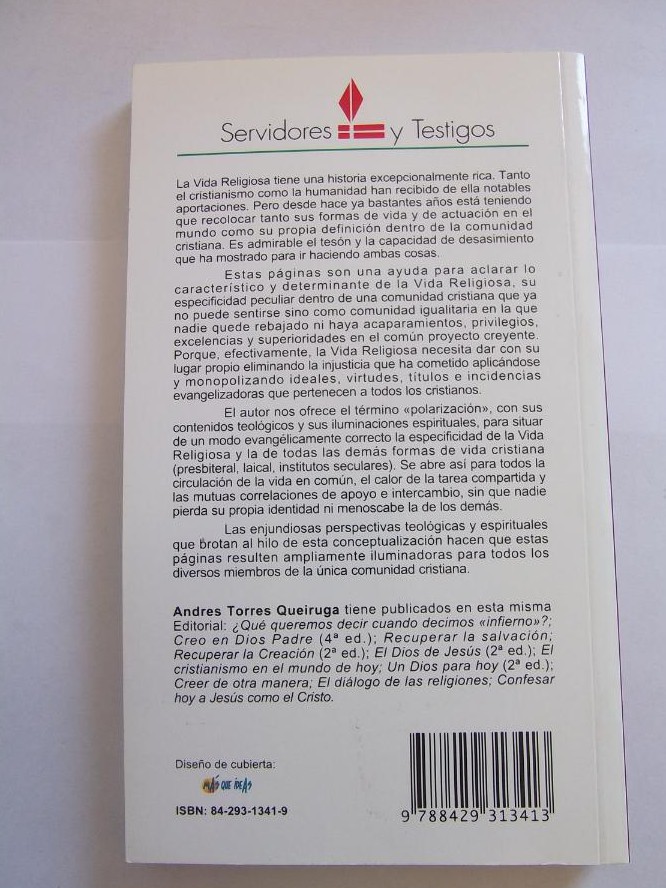 Servidores y Testigos
La Vida Religiosa tiene una historia excepcionalmente rica. Tanto
el cristianismo como la humanidad han recibido de ella notables
aportaciones. Pero desde hace ya bastantes años está teniendo
que recolocar tanto sus formas de vida y de actuación en el
mundo como su propia definición dentro de la comunidad
cristiana. Es admirable el tesón y la capacidad de desasimiento
que ha mostrado para ir haciendo ambas cosas.
Estas páginas son una ayuda para aclarar lo
característico y determinante de la Vida Religiosa, su
especificidad peculiar dentro de una comunidad cristiana que ya
no puede sentirse sino como comunidad igualitaria en la que
nadie quede rebajado ni haya acaparamientos, privilegios,
excelencias y superioridades en el común proyecto creyente.
Porque, efectivamente, la Vida Religiosa necesita dar con su
lugar propio eliminando la injusticia que ha cometido aplicándose
y monopolizando ideales, virtudes, títulos e incidencias
evangelizadoras que pertenecen a todos los cristianos.
El autor nos ofrece el término «polarización», con sus
contenidos teológicos y sus iluminaciones espirituales, para situar
de un modo evangélicamente correcto la especificidad de la Vida
Religiosa y la de todas las demás formas de vida cristiana
(presbiteral, laical, institutos seculares). Se abre así para todos la
circulación de la vida en común, el calor de la tarea compartida y
las mutuas correlaciones de apoyo e intercambio, sin que nadie
pierda su propia identidad ni menoscabe la de los demás.
Las enjundiosas perspectivas teológicas y espirituales
que brotan al hilo de esta conceptualización hacen que estas
páginas resulten ampliamente iluminadoras para todos los
diversos miembros de la única comunidad cristiana.
Andres Torres Queiruga tiene publicados en esta misma
Editorial: ¿Qué queremos decir cuando decimos «infierno»?;
Creo en Dios Padre (4ª ed.); Recuperar la salvación;
Recuperar la Creación (2ª ed.); El Dios de Jesús (2ª ed.); El
cristianismo en el mundo de hoy; Un Dios para hoy (2ª ed.);
Creer de otra manera; El diálogo de las religiones; Confesar
hoy a Jesús como el Cristo.
Diseño de cubierta:
MÁS QUE IDEAS
ISBN: 84-293-1341-9
9 788429 313413